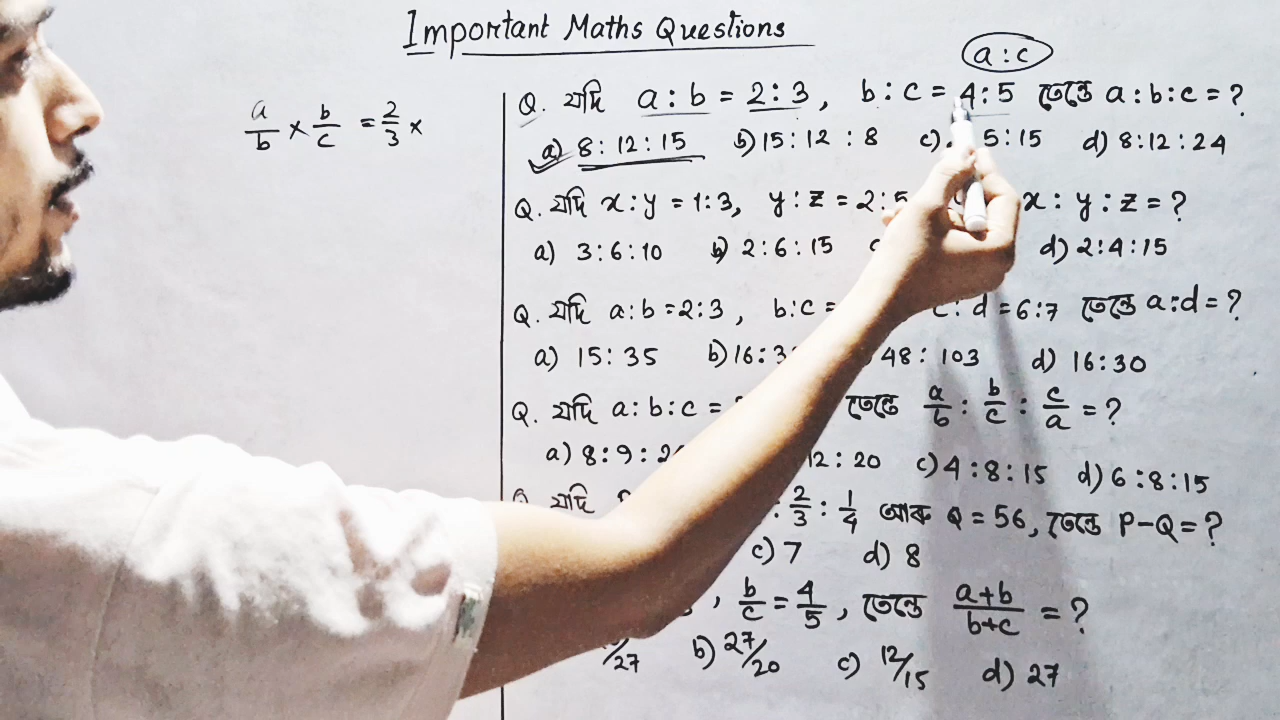 Important Maths Questions
a : c
Q. যদি a : b = 2 : 3 , b : c = 4 : 5 তেন্তে a : b : c = ?
a) 8 : 12 : 15 b) 15 : 12 : 8 c) 5 : 15 d) 8 : 12 : 24
a/b × b/c = 2/3 ×
Q. যদি x : y = 1 : 3, y : z = 2 : 5 x : y : z = ?
a) 3 : 6 : 10 b) 2 : 6 : 15 d) 2 : 4 : 15
Q. যদি a : b = 2 : 3 , b : c = c : d = 6 : 7 তেন্তে a : d = ?
a) 15 : 35 b) 16 : 48 : 103 d) 16 : 30
Q. যদি a : b : c = তেন্তে a/b : b/c : c/a = ?
a) 8 : 9 : 12 : 20 c) 4 : 8 : 15 d) 6 : 8 : 15
Q. যদি : 2/3 : 1/4 আৰু Q = 56, তেন্তে P - Q = ?
c) 7 d) 8
, b/c = 4/5 , তেন্তে a+b/b+c = ?
/27 b) 27/20 c) 12/15 d) 27